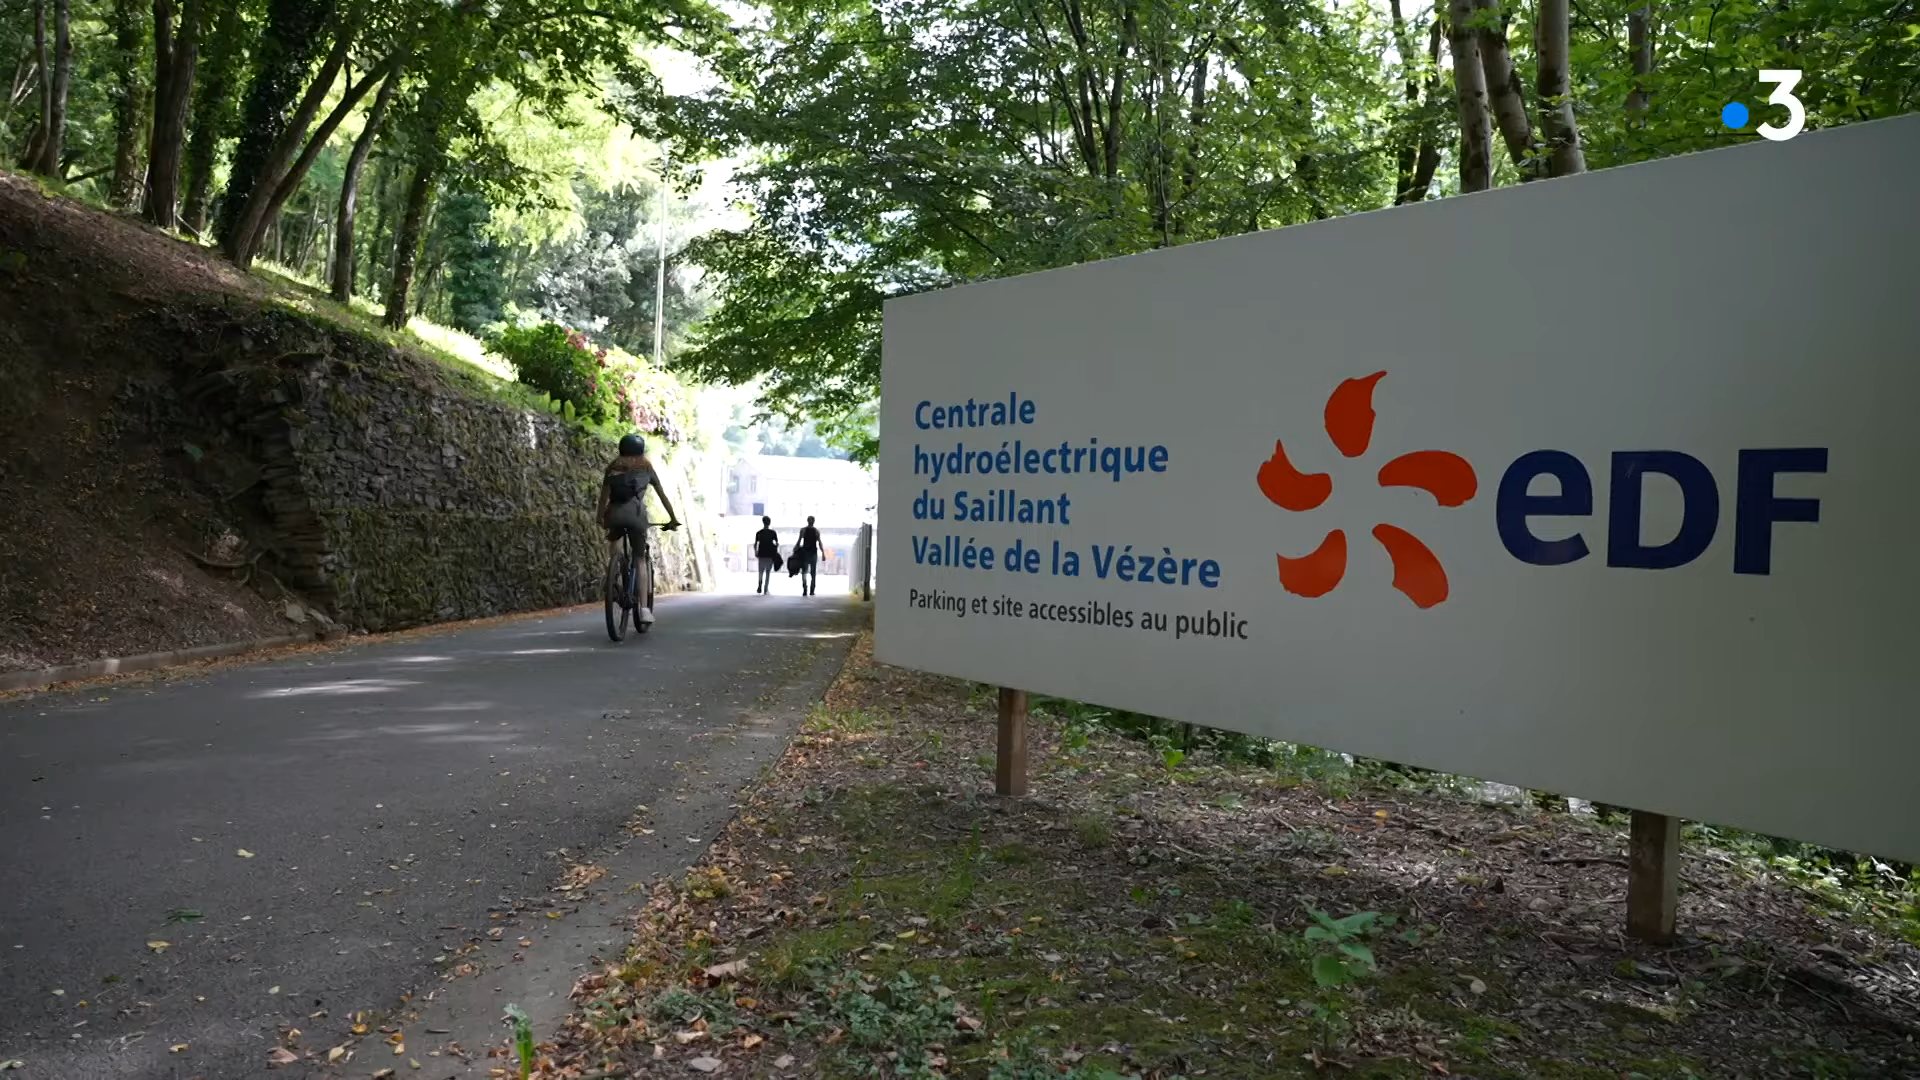 3
Centrale
hydroélectrique
du Saillant
Vallée de la Vézère
Parking et site accessibles au public
eDF